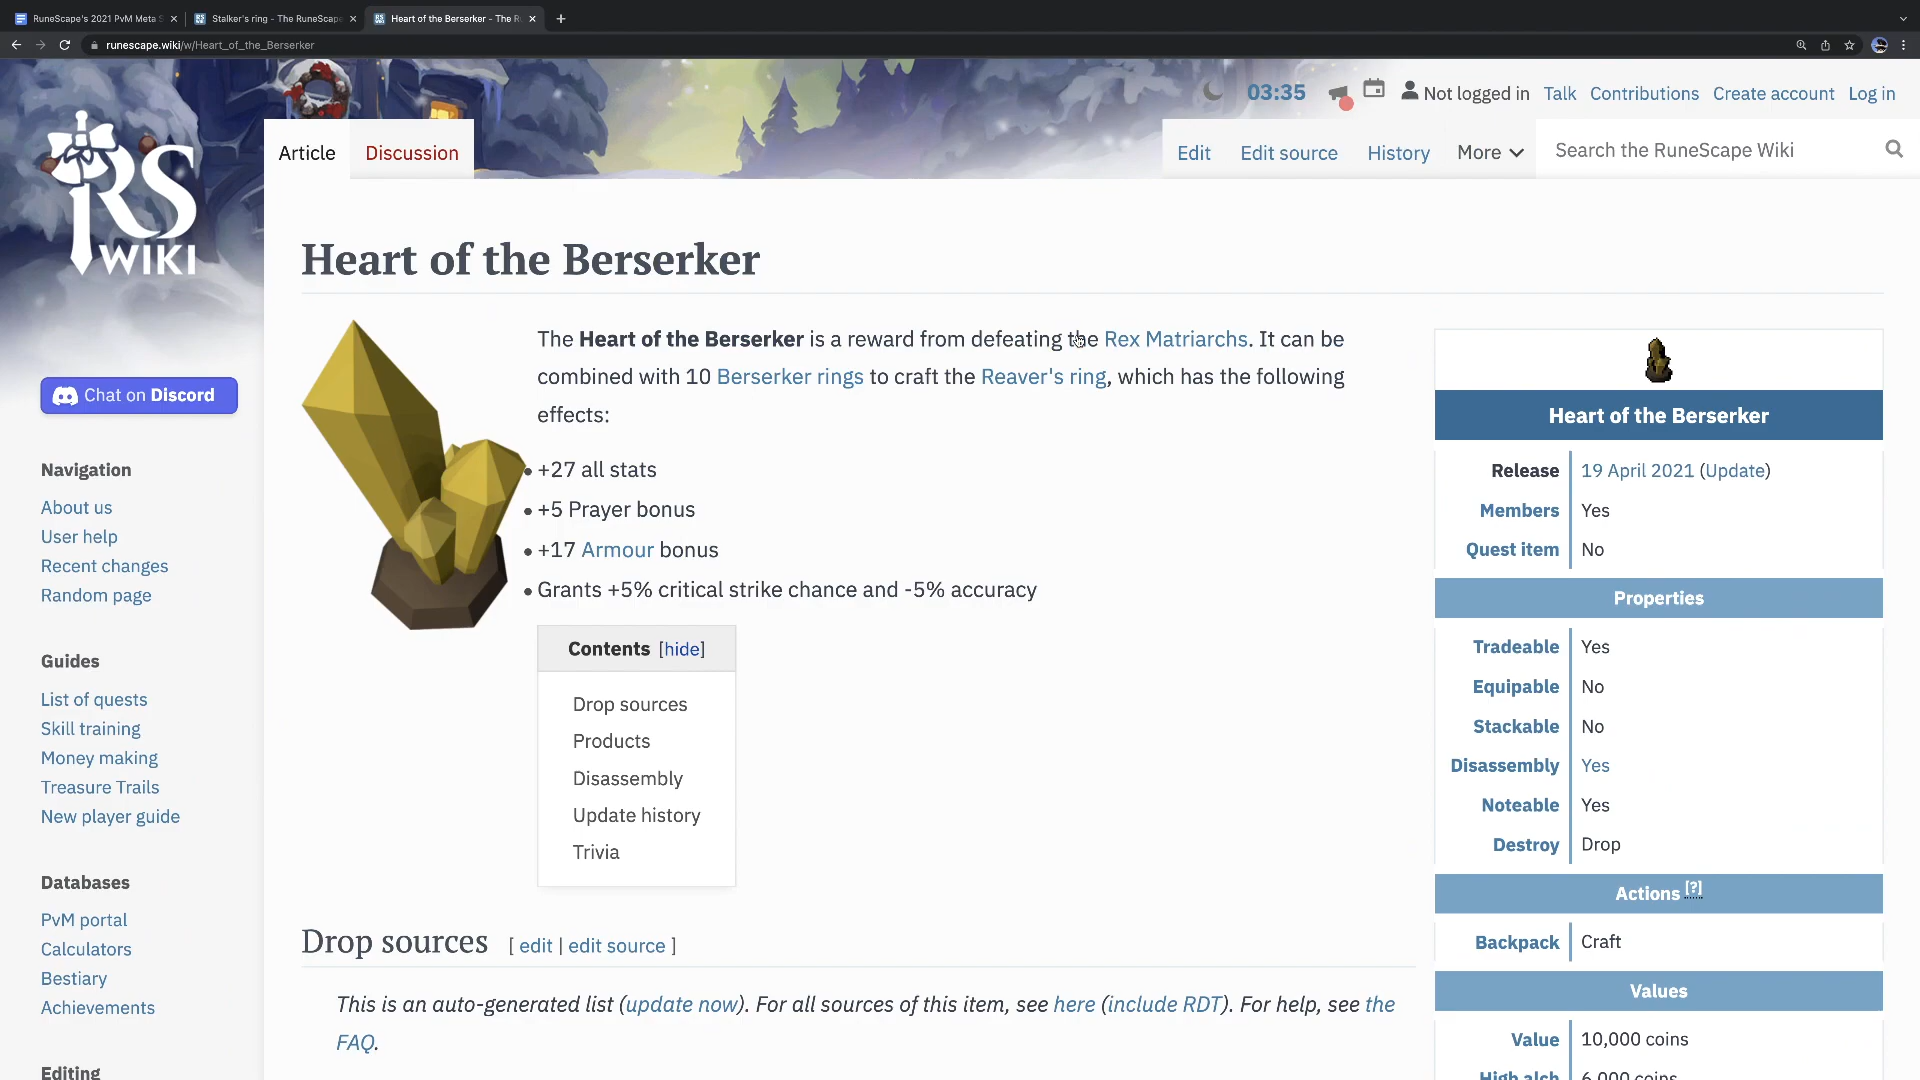 RuneScape's 2021 PvM Meta S
Stalker's ring - The RuneScape
Heart of the Berserker - The R
runescape.wiki/w/Heart_of_the_Berserker
03:35
Not logged in
Talk
Contributions
Create account
Log in
Article
Discussion
Edit
Edit source
History
More
Search the RuneScape Wiki
RS
WIKI
Chat on Discord
Navigation
About us
User help
Recent changes
Random page
Guides
List of quests
Skill training
Money making
Treasure Trails
New player guide
Databases
PvM portal
Calculators
Bestiary
Achievements
Editing
Heart of the Berserker
The Heart of the Berserker is a reward from defeating the Rex Matriarchs. It can be
combined with 10 Berserker rings to craft the Reaver's ring, which has the following
effects:
• +27 all stats
• +5 Prayer bonus
• +17 Armour bonus
• Grants +5% critical strike chance and -5% accuracy
Contents [hide]
Drop sources
Products
Disassembly
Update history
Trivia
Drop sources [ edit | edit source ]
This is an auto-generated list (update now). For all sources of this item, see here (include RDT). For help, see the
FAQ.
Heart of the Berserker
Release 19 April 2021 (Update)
Members Yes
Quest item No
Properties
Tradeable Yes
Equipable No
Stackable No
Disassembly Yes
Noteable Yes
Destroy Drop
Actions [?]
Backpack Craft
Values
Value 10,000 coins
High alch 6,000 coins